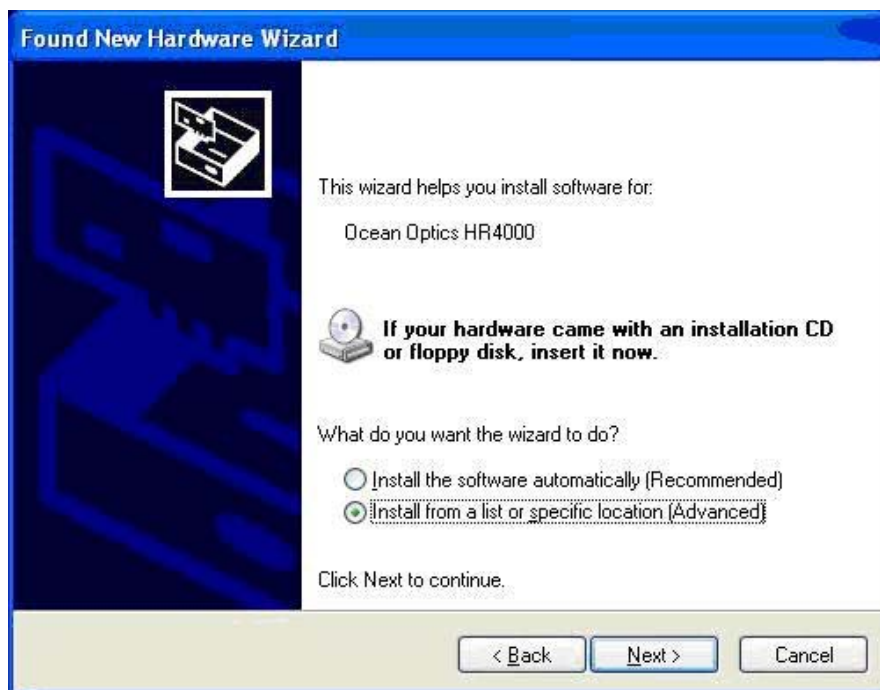 Found New Hardware Wizard
This wizard helps you install software for:
Ocean Optics HR4000
If your hardware came with an installation CD
or floppy disk, insert it now.
What do you want the wizard to do?
Install the software automatically (Recommended)
Install from a list or specific location (Advanced)
Click Next to continue.
< Back
Next >
Cancel